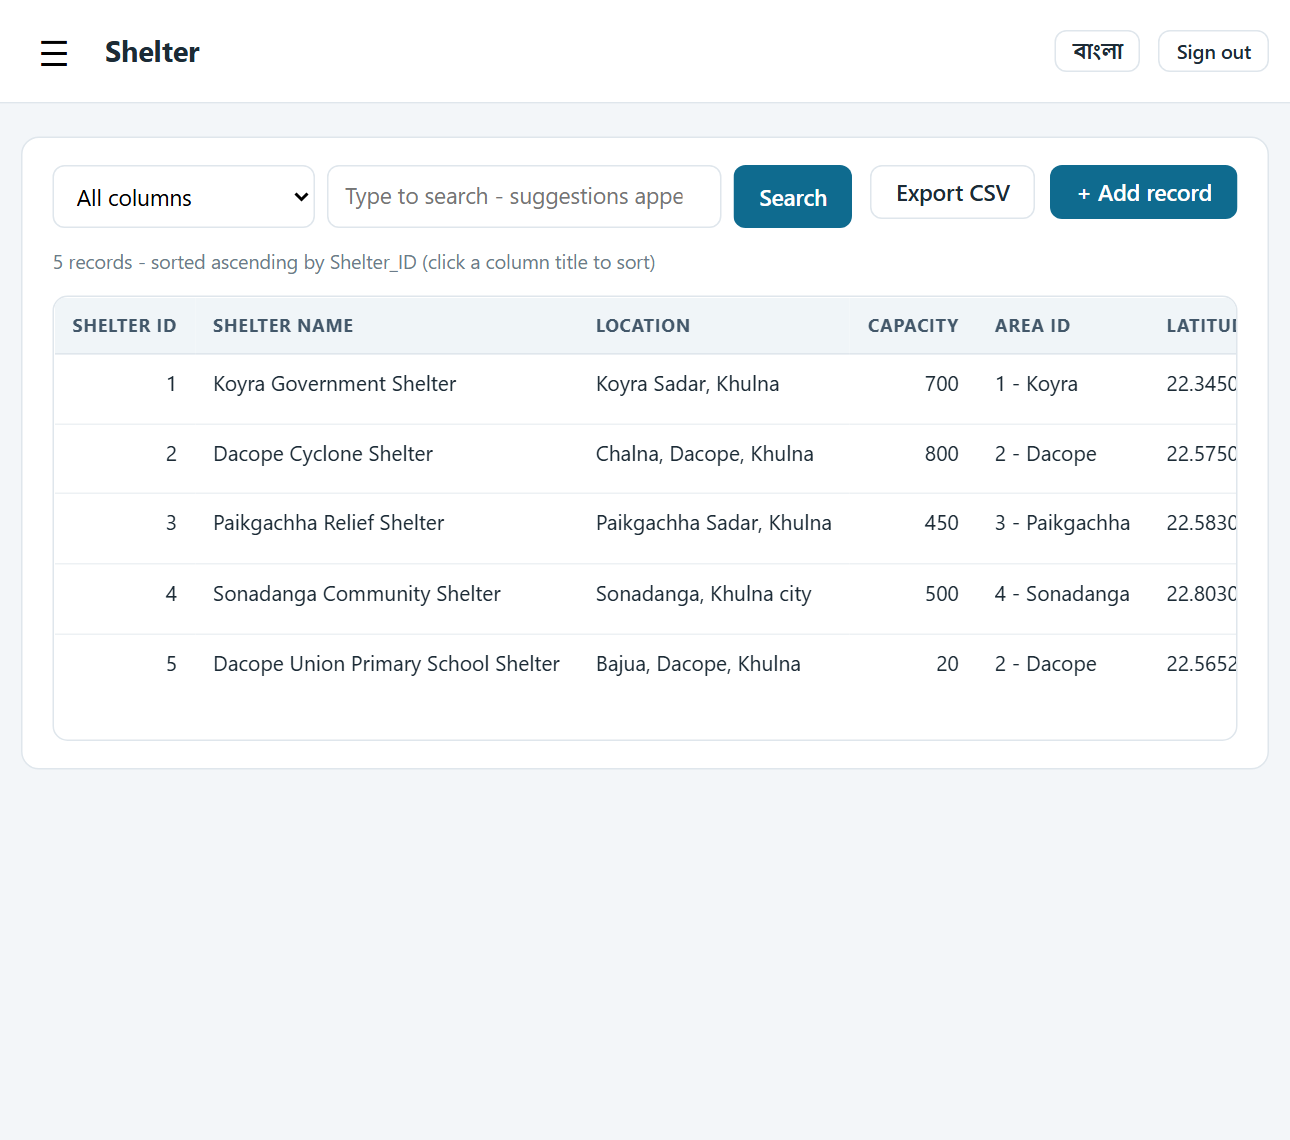 Shelter
বাংলা
Sign out
All columns
Type to search - suggestions appe
Search
Export CSV
+ Add record
5 records - sorted ascending by Shelter_ID (click a column title to sort)
SHELTER ID SHELTER NAME LOCATION CAPACITY AREA ID LATITU
1 Koyra Government Shelter Koyra Sadar, Khulna 700 1 - Koyra 22.3450
2 Dacope Cyclone Shelter Chalna, Dacope, Khulna 800 2 - Dacope 22.5750
3 Paikgachha Relief Shelter Paikgachha Sadar, Khulna 450 3 - Paikgachha 22.5830
4 Sonadanga Community Shelter Sonadanga, Khulna city 500 4 - Sonadanga 22.8030
5 Dacope Union Primary School Shelter Bajua, Dacope, Khulna 20 2 - Dacope 22.5652